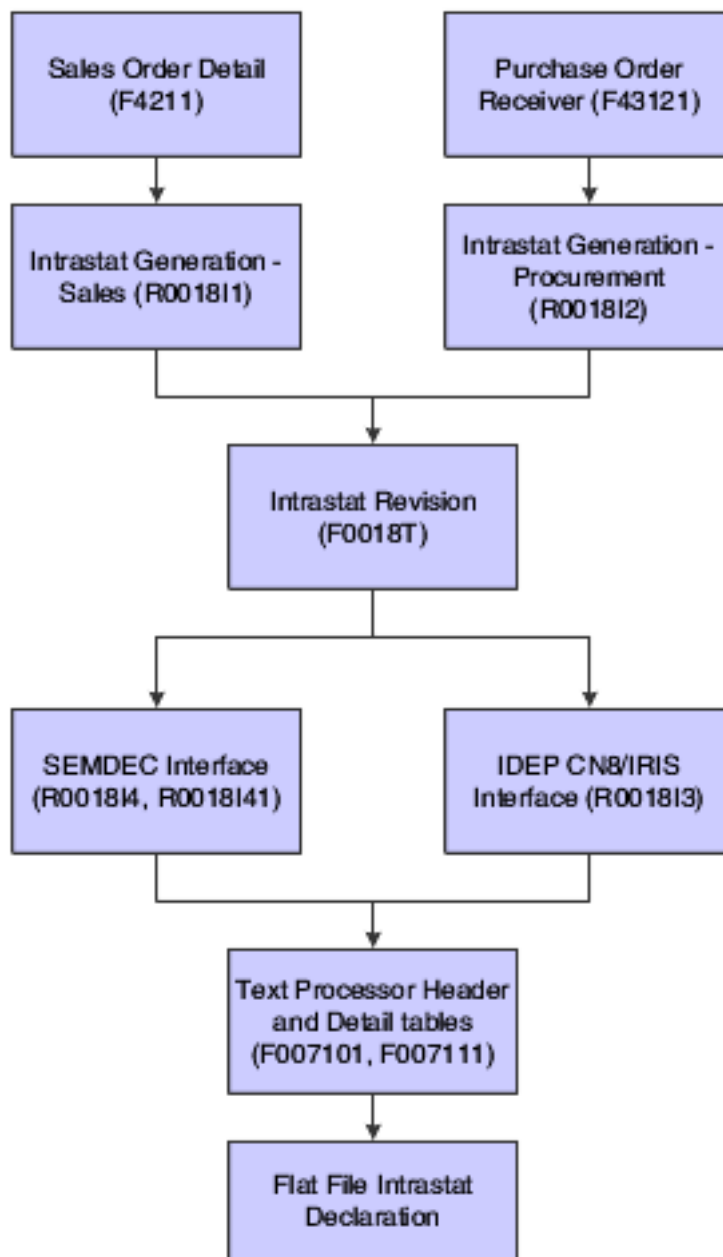 Sales Order Detail
(F4211)
Purchase Order
Receiver (F43121)
Intrastat Generation -
Sales (R0018I1)
Intrastat Generation -
Procurement
(R0018I2)
Intrastat Revision
(F0018T)
SEMDEC Interface
(R0018I4, R0018I41)
IDEP CN8/IRIS
Interface (R0018I3)
Text Processor Header
and Detail tables
(F007101, F007111)
Flat File Intrastat
Declaration